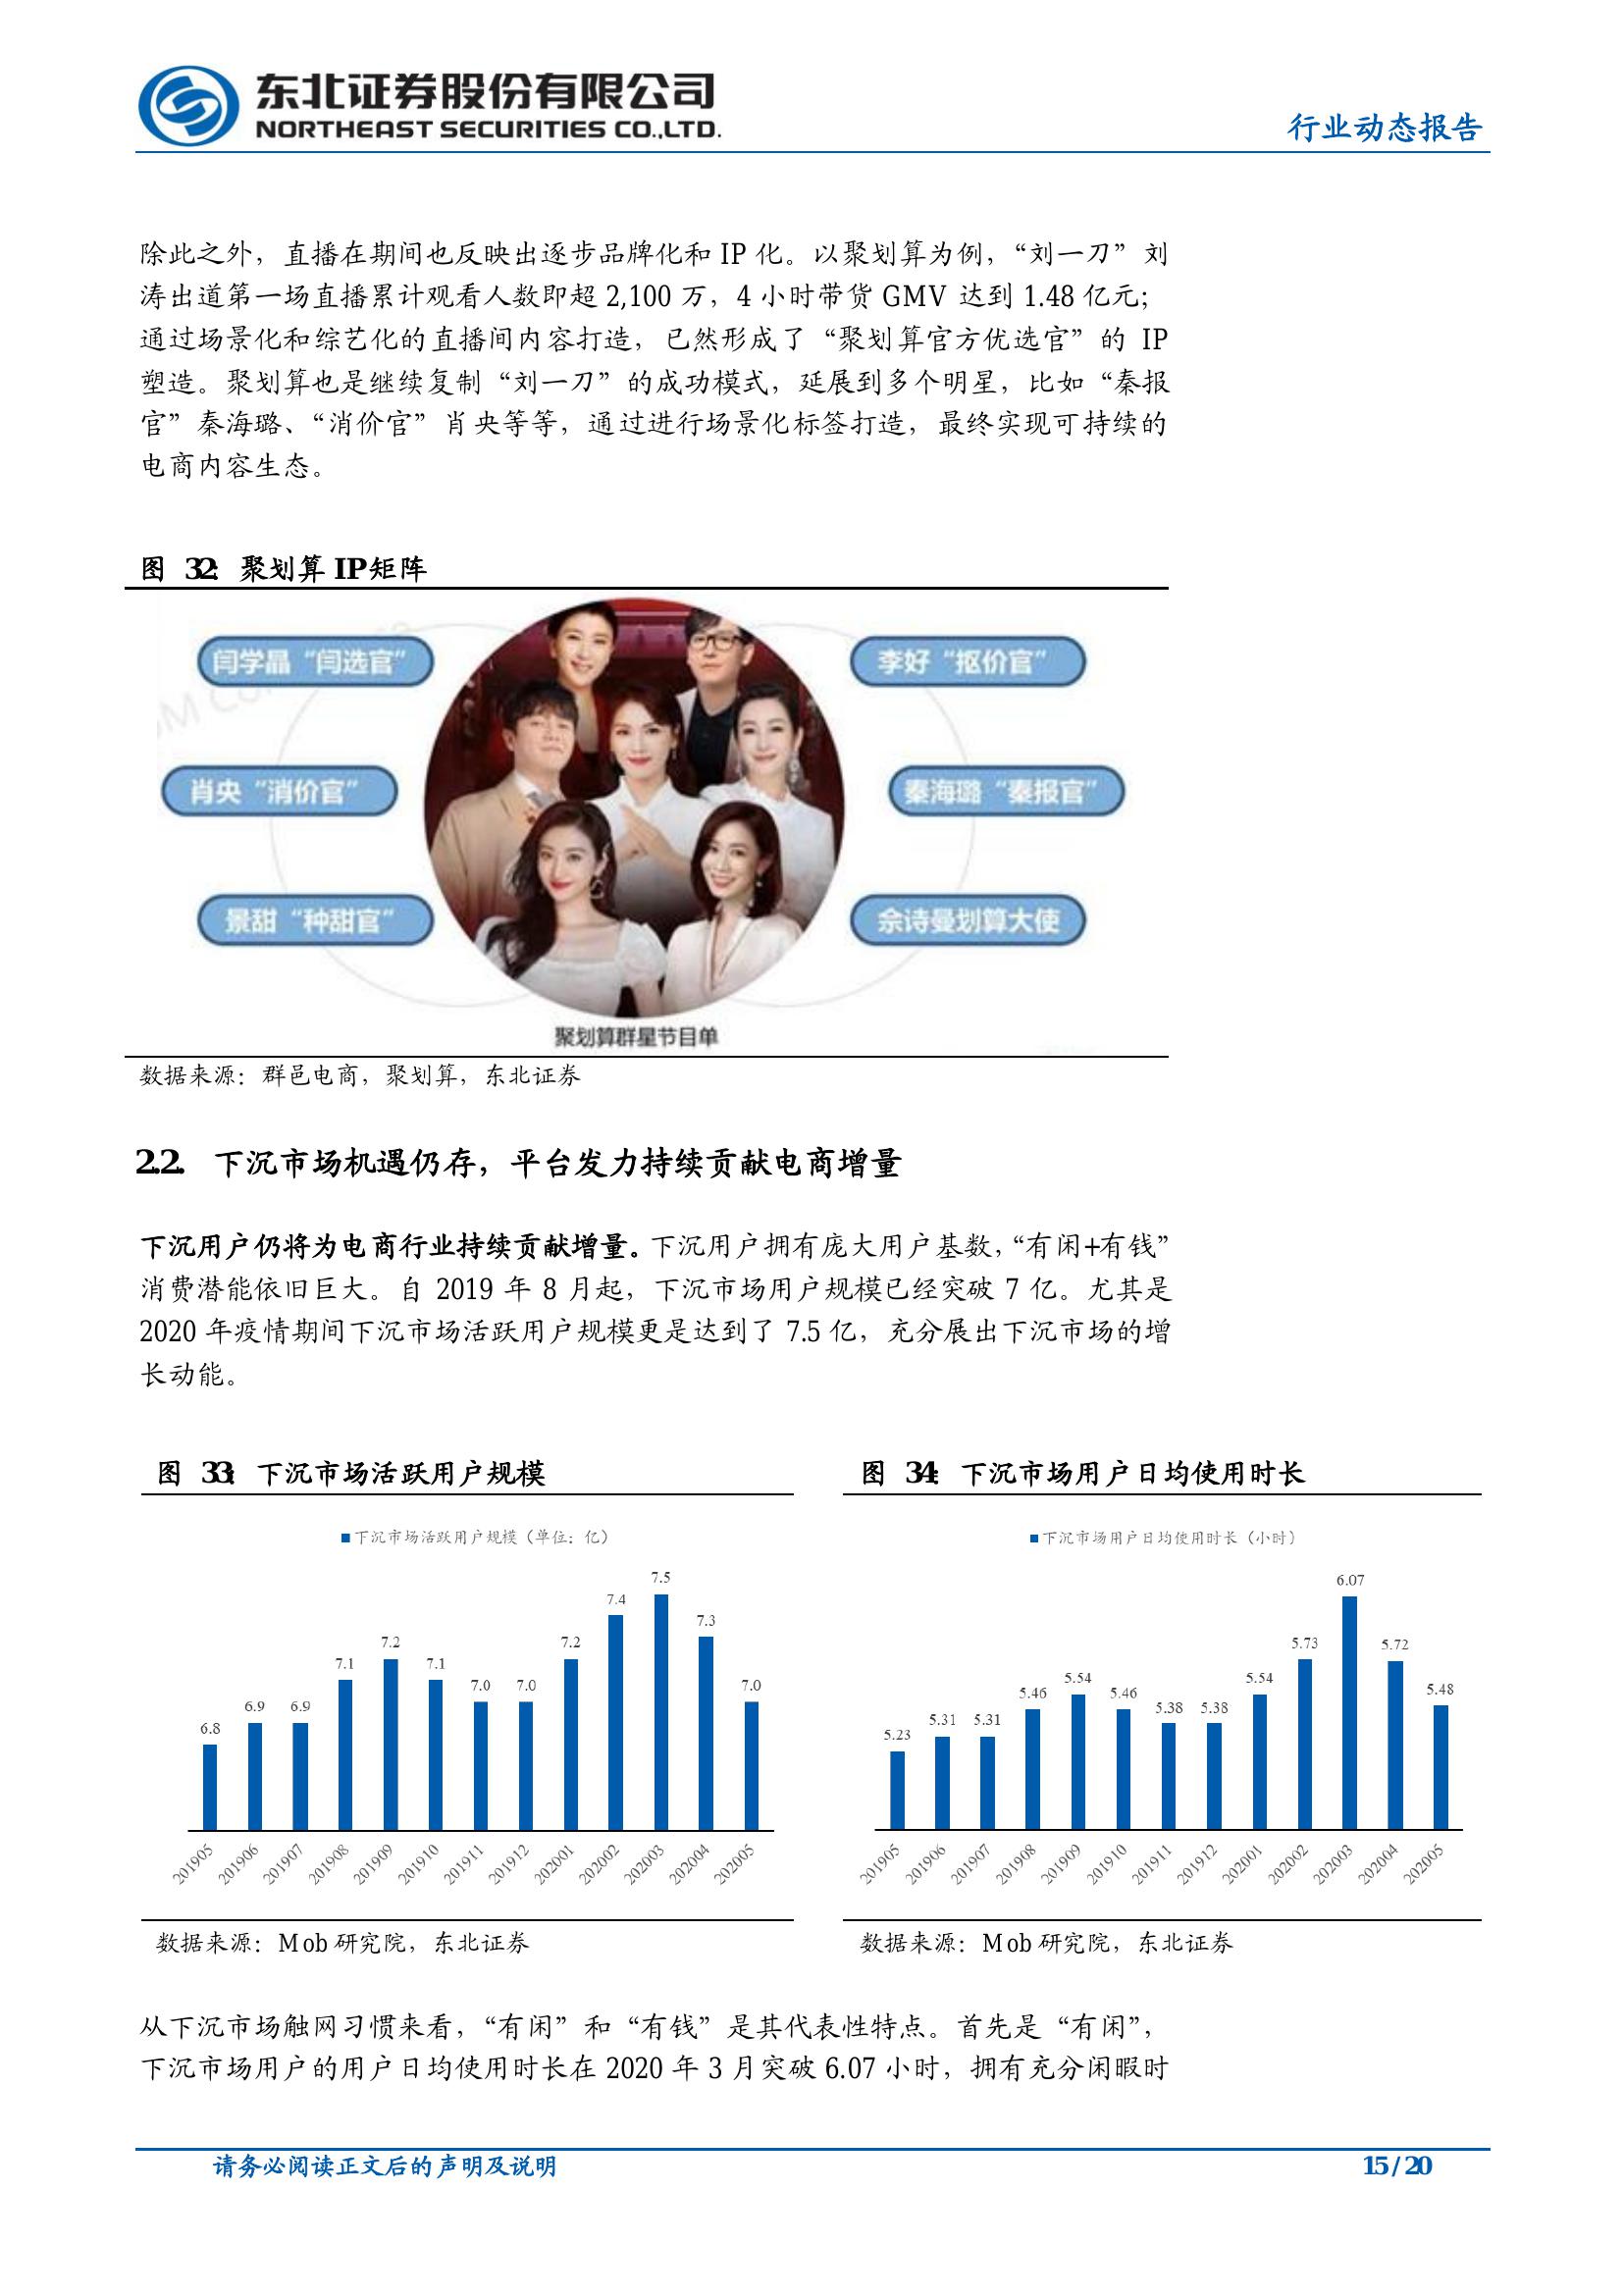 东北证券股份有限公司
NORTHEAST SECURITIES CO.,LTD.
行业动态报告
除此之外，直播在期间也反映出逐步品牌化和 IP 化。以聚划算为例，“刘一刀”刘
涛出道第一场直播累计观看人数即超 2,100 万，4 小时带货 GMV 达到 1.48 亿元；
通过场景化和综艺化的直播间内容打造，已然形成了“聚划算官方优选官”的 IP
塑造。聚划算也是继续复制“刘一刀”的成功模式，延展到多个明星，比如“秦报
官”秦海璐、“消价官”肖央等等，通过进行场景化标签打造，最终实现可持续的
电商内容生态。
图 32：聚划算 IP 矩阵
闫学晶“闫选官”
李好“抠价官”
肖央“消价官”
秦海璐“秦报官”
景甜“种甜官”
佘诗曼划算大使
聚划算群星节目单
数据来源：群邑电商，聚划算，东北证券
2.2. 下沉市场机遇仍存，平台发力持续贡献电商增量
下沉用户仍将为电商行业持续贡献增量。下沉用户拥有庞大用户基数，“有闲+有钱”
消费潜能依旧巨大。自 2019 年 8 月起，下沉市场用户规模已经突破 7 亿。尤其是
2020 年疫情期间下沉市场活跃用户规模更是达到了 7.5 亿，充分展出下沉市场的增
长动能。
图 33：下沉市场活跃用户规模
下沉市场活跃用户规模（单位：亿）
6.8 6.9 6.9 7.1 7.2 7.1 7.0 7.0 7.2 7.4 7.5 7.3 7.0
201905 201906 201907 201908 201909 201910 201911 201912 202001 202002 202003 202004 202005
数据来源：Mob 研究院，东北证券
图 34：下沉市场用户日均使用时长
下沉市场用户日均使用时长（小时）
5.23 5.31 5.31 5.46 5.54 5.46 5.38 5.38 5.54 5.73 6.07 5.72 5.48
201905 201906 201907 201908 201909 201910 201911 201912 202001 202002 202003 202004 202005
数据来源：Mob 研究院，东北证券
从下沉市场触网习惯来看，“有闲”和“有钱”是其代表性特点。首先是“有闲”，
下沉市场用户的用户日均使用时长在 2020 年 3 月突破 6.07 小时，拥有充分闲暇时
请务必阅读正文后的声明及说明
15 / 20